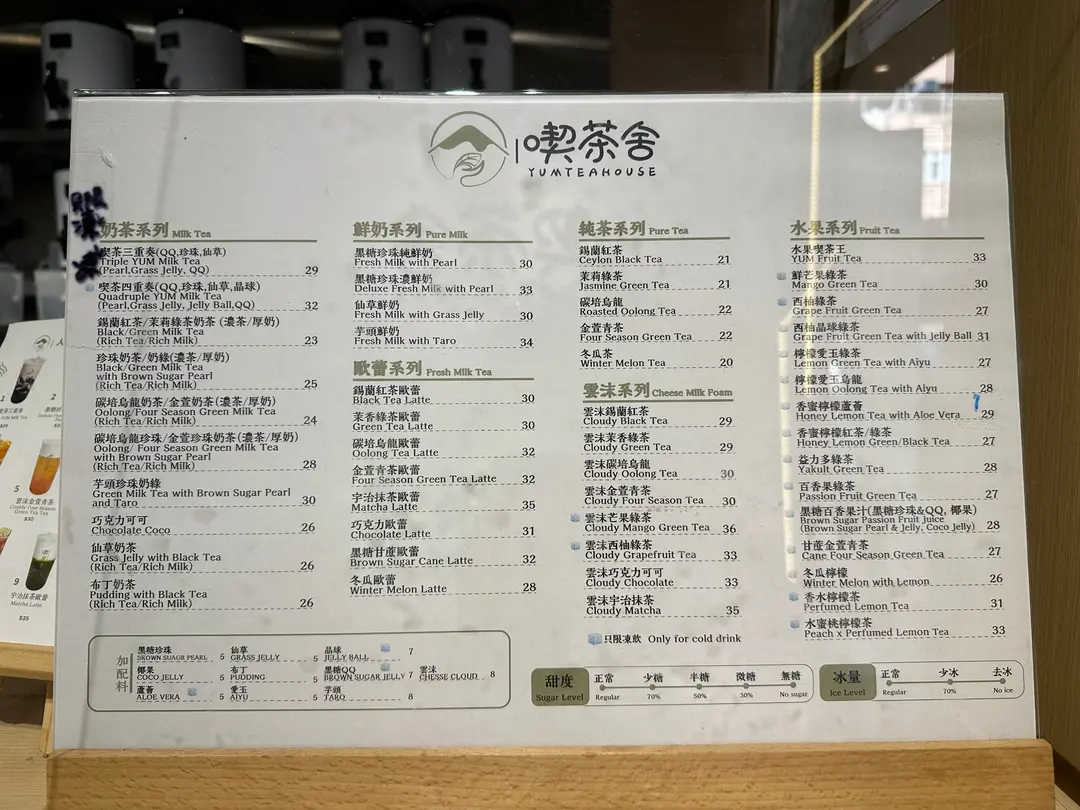 喫茶舍
YUMTEAHOUSE
奶茶系列 Milk Tea
喫茶三重奏(QQ,珍珠,仙草)
Triple YUM Milk Tea
(Pearl,Grass Jelly, QQ) 29
喫茶四重奏(QQ,珍珠,仙草,晶球)
Quadruple YUM Milk Tea
(Pearl,Grass Jelly, Jelly Ball,QQ) 32
錫蘭紅茶/茉莉綠茶奶茶 (濃茶/厚奶)
Black/Green Milk Tea
(Rich Tea/Rich Milk) 23
珍珠奶茶/奶綠(濃茶/厚奶)
Black/Green Milk Tea
with Brown Sugar Pearl
(Rich Tea/Rich Milk) 25
碳培烏龍奶茶/金萱奶茶(濃茶/厚奶)
Oolong/Four Season Green Milk Tea
(Rich Tea/Rich Milk) 24
碳培烏龍珍珠/金萱珍珠奶茶(濃茶/厚奶)
Oolong/ Four Season Green Milk Tea
with Brown Sugar Pearl
(Rich Tea/Rich Milk) 28
芋頭珍珠奶綠
Green Milk Tea with Brown Sugar Pearl
and Taro 30
巧克力可可
Chocolate Coco 26
仙草奶茶
Grass Jelly with Black Tea
(Rich Tea/Rich Milk) 26
布丁奶茶
Pudding with Black Tea
(Rich Tea/Rich Milk) 26
鮮奶系列 Pure Milk
黑糖珍珠純鮮奶
Fresh Milk with Pearl 30
黑糖珍珠濃鮮奶
Deluxe Fresh Milk with Pearl 33
仙草鮮奶
Fresh Milk with Grass Jelly 30
芋頭鮮奶
Fresh Milk with Taro 34
歐蕾系列 Fresh Milk Tea
錫蘭紅茶歐蕾
Black Tea Latte 30
茉香綠茶歐蕾
Green Tea Latte 30
碳培烏龍歐蕾
Oolong Tea Latte 32
金萱青茶歐蕾
Four Season Green Tea Latte 32
宇治抹茶歐蕾
Matcha Latte 35
巧克力歐蕾
Chocolate Latte 31
黑糖甘蔗歐蕾
Brown Sugar Cane Latte 32
冬瓜歐蕾
Winter Melon Latte 28
純茶系列 Pure Tea
錫蘭紅茶
Ceylon Black Tea 21
茉莉綠茶
Jasmine Green Tea 21
碳培烏龍
Roasted Oolong Tea 22
金萱青茶
Four Season Green Tea 22
冬瓜茶
Winter Melon Tea 20
雲沫系列 Cheese Milk Foam
雲沫錫蘭紅茶
Cloudy Black Tea 29
雲沫茉香綠茶
Cloudy Green Tea 29
雲沫碳培烏龍
Cloudy Oolong Tea 30
雲沫金萱青茶
Cloudy Four Season Tea 30
雲沫芒果綠茶
Cloudy Mango Green Tea 36
雲沫西柚綠茶
Cloudy Grapefruit Tea 33
雲沫巧克力可可
Cloudy Chocolate 33
雲沫宇治抹茶
Cloudy Matcha 35
只限凍飲 Only for cold drink
水果系列 Fruit Tea
水果喫茶王
YUM Fruit Tea 33
鮮芒果綠茶
Mango Green Tea 30
西柚綠茶
Grape Fruit Green Tea 27
西柚晶球綠茶
Grape Fruit Green Tea with Jelly Ball 31
檸檬愛玉綠茶
Lemon Green Tea with Aiyu 27
檸檬愛玉烏龍
Lemon Oolong Tea with Aiyu 28
香蜜檸檬蘆薈
Honey Lemon Tea with Aloe Vera 29
香蜜檸檬紅茶/綠茶
Honey Lemon Green/Black Tea 27
益力多綠茶
Yakult Green Tea 28
百香果綠茶
Passion Fruit Green Tea 27
黑糖百香果汁(黑糖珍珠&QQ, 椰果)
Brown Sugar Passion Fruit Juice
(Brown Sugar Pearl & Jelly, Coco Jelly) 28
甘蔗金萱青茶
Cane Four Season Green Tea 27
冬瓜檸檬
Winter Melon with Lemon 26
香水檸檬茶
Perfumed Lemon Tea 31
水蜜桃檸檬茶
Peach x Perfumed Lemon Tea 33
加配料
黑糖珍珠 仙草 晶球
BROWN SUAGR PEARL 5 GRASS JELLY 5 JELLY BALL 7
椰果 布丁 黑糖QQ 雲沫
COCO JELLY 5 PUDDING 5 BROWN SUGAR JELLY 7 CHESSE CLOUD 8
蘆薈 愛玉 芋頭
ALOE VERA 5 AIYU 5 TARO 8
甜度
Sugar Level
正常 少糖 半糖 微糖 無糖
Regular 70% 50% 30% No sugar
冰量
Ice Level
正常 少冰 去冰
Regular 70% No ice
5
雲沫金萱青茶
Cloudy Four Season
Green Tea
$30
9
宇治抹茶歐蕾
Matcha Latte
$35